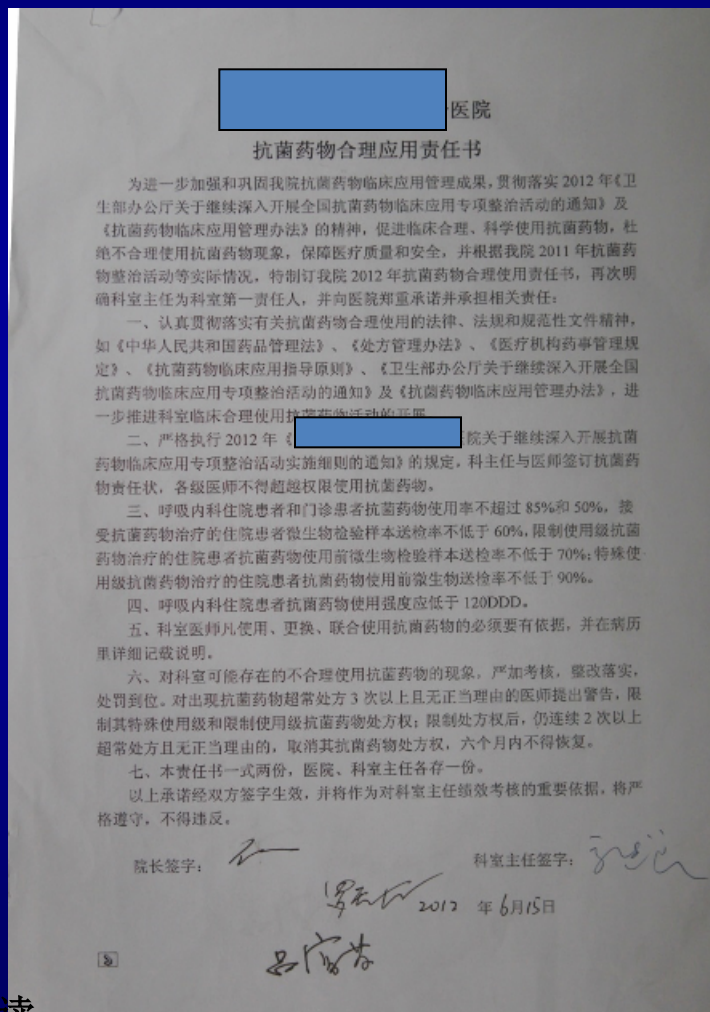 医院
抗菌药物合理应用责任书
为进一步加强和巩固我院抗菌药物临床应用管理成果，贯彻落实 2012 年《卫
生部办公厅关于继续深入开展全国抗菌药物临床应用专项整治活动的通知》及
《抗菌药物临床应用管理办法》的精神，促进临床合理、科学使用抗菌药物，杜
绝不合理使用抗菌药物现象，保障医疗质量和安全，并根据我院 2011 年抗菌药
物整治活动等实际情况，特制订我院 2012 年抗菌药物合理使用责任书，再次明
确科室主任为科室第一责任人，并向医院郑重承诺并承担相关责任：
一、认真贯彻落实有关抗菌药物合理使用的法律、法规和规范性文件精神，
如《中华人民共和国药品管理法》、《处方管理办法》、《医疗机构药事管理规
定》、《抗菌药物临床应用指导原则》、《卫生部办公厅关于继续深入开展全国
抗菌药物临床应用专项整治活动的通知》及《抗菌药物临床应用管理办法》，进
一步推进科室临床合理使用抗菌药物活动的开展
二、严格执行 2012 年《 医院关于继续深入开展抗菌
药物临床应用专项整治活动实施细则的通知》的规定，科主任与医师签订抗菌药
物责任状，各级医师不得超越权限使用抗菌药物。
三、呼吸内科住院患者和门诊患者抗菌药物使用率不超过 85%和 50%，接
受抗菌药物治疗的住院患者微生物检验样本送检率不低于 60%，限制使用级抗菌
药物治疗的住院患者抗菌药物使用前微生物检验样本送检率不低于 70%；特殊使
用级抗菌药物治疗的住院患者抗菌药物使用前微生物送检率不低于 90%。
四、呼吸内科住院患者抗菌药物使用强度应低于 120DDD。
五、科室医师凡使用、更换、联合使用抗菌药物的必须要有依据，并在病历
里详细记载说明。
六、对科室可能存在的不合理使用抗菌药物的现象，严加考核，整改落实，
处罚到位。对出现抗菌药物超常处方 3 次以上且无正当理由的医师提出警告，限
制其特殊使用级和限制使用级抗菌药物处方权；限制处方权后，仍连续 2 次以上
超常处方且无正当理由的，取消其抗菌药物处方权，六个月内不得恢复。
七、本责任书一式两份，医院、科室主任各存一份。
以上承诺经双方签字生效，并将作为对科室主任绩效考核的重要依据，将严
格遵守，不得违反。
院长签字： 科室主任签字：
2012 年 6月15日